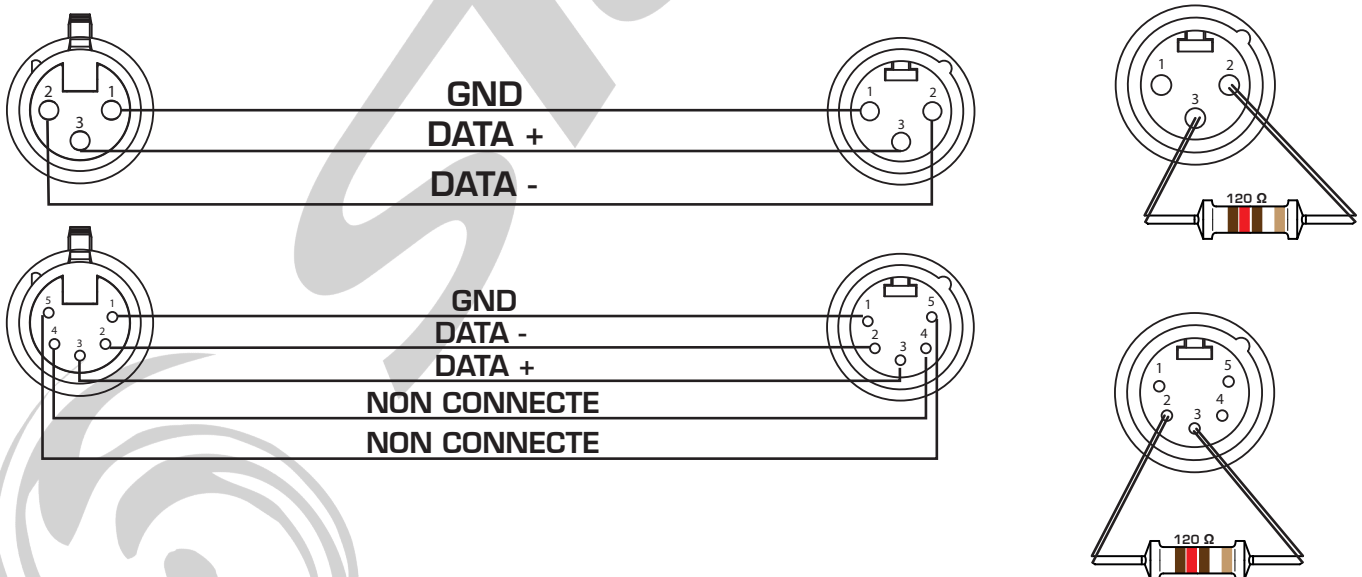 2 1
3
GND
DATA +
DATA -
1 2
3
1 2
3
120 Ω
5 1
4 2
3
GND
DATA -
DATA +
NON CONNECTE
NON CONNECTE
1 5
2 4
3
1 5
2 4
3
120 Ω